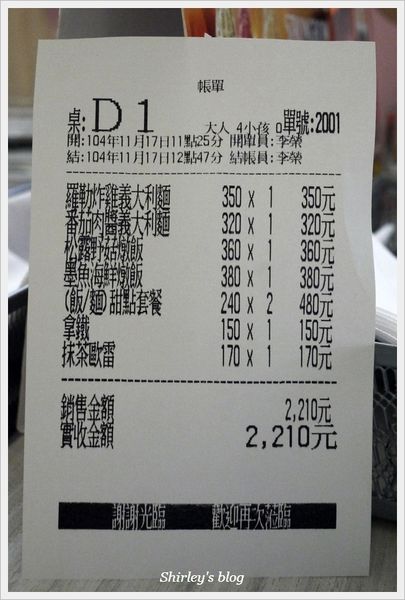 帳單
桌:D1 大人 4小孩 0單號:2001
開:104年11月17日11點25分 開單員:李榮
結:104年11月17日12點47分 結帳員:李榮
羅勒炸雞義大利麵 350 x 1 350元
番茄肉醬義大利麵 320 x 1 320元
松露野菇燉飯 360 x 1 360元
墨魚海鮮燉飯 380 x 1 380元
(飯/麵)甜點套餐 240 x 2 480元
拿鐵 150 x 1 150元
抹茶歐雷 170 x 1 170元
銷售金額 2,210元
實收金額 2,210元
謝謝光臨 歡迎再次蒞臨
Shirley's blog